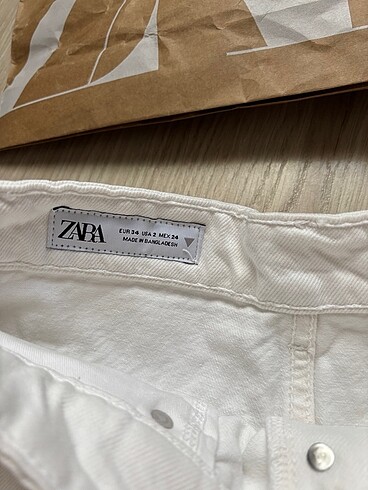 ZARA
EUR 34 USA 2 MEX 24
MADE IN BANGLADESH